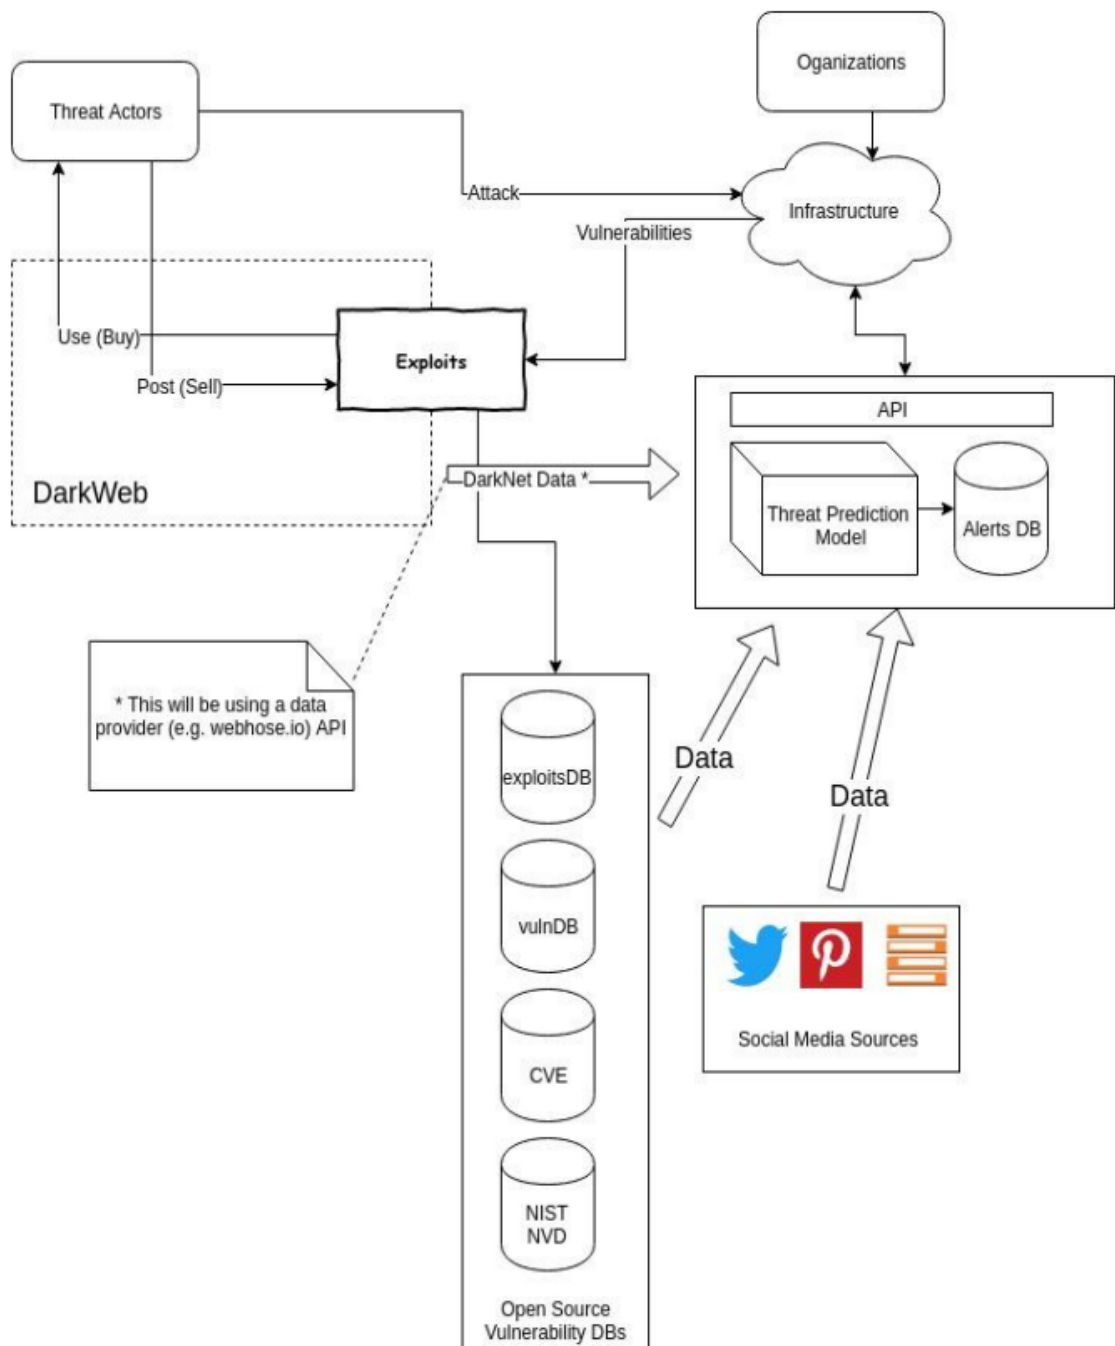 Oganizations
Threat Actors
Attack
Infrastructure
Vulnerabilities
Use (Buy)
Exploits
Post (Sell)
API
DarkWeb
DarkNet Data *
Threat Prediction
Model
Alerts DB
* This will be using a data
provider (e.g. webhose.io) API
exploitsDB
Data
Data
vulnDB
Social Media Sources
CVE
NIST
NVD
Open Source
Vulnerability DBs